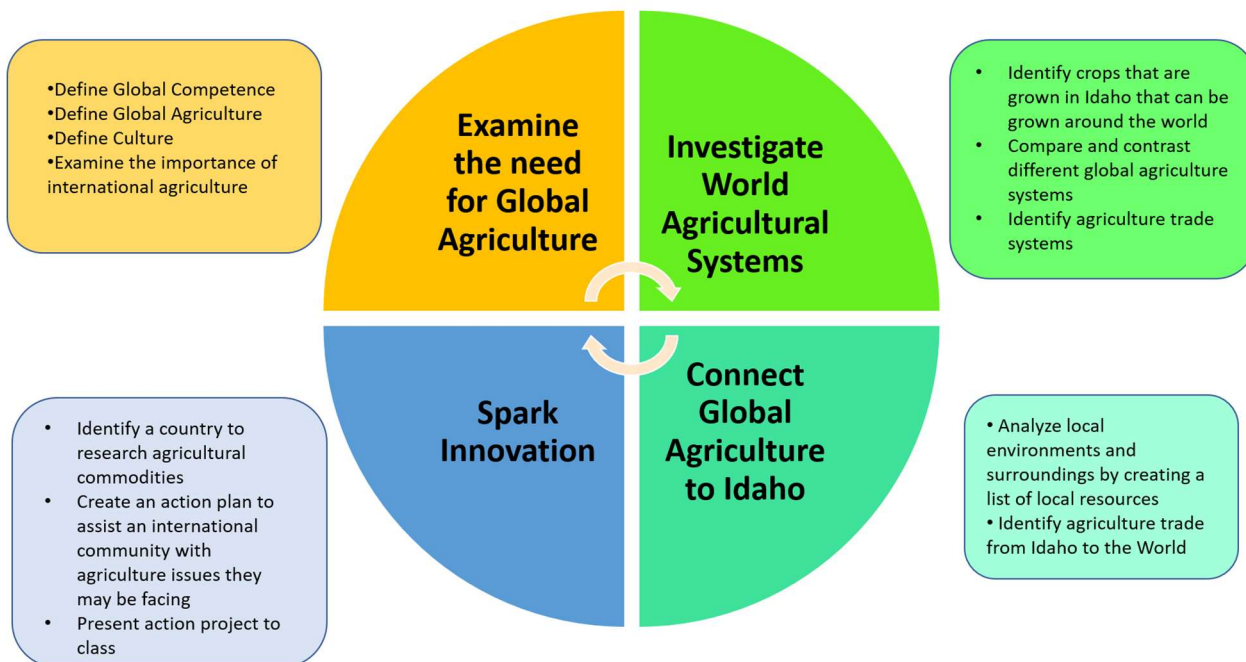 •Define Global Competence
•Define Global Agriculture
•Define Culture
•Examine the importance of
international agriculture
Examine
the need
for Global
Agriculture
Investigate
World
Agricultural
Systems
• Identify crops that are
grown in Idaho that can be
grown around the world
• Compare and contrast
different global agriculture
systems
• Identify agriculture trade
systems
• Identify a country to
research agricultural
commodities
• Create an action plan to
assist an international
community with
agriculture issues they
may be facing
• Present action project to
class
Spark
Innovation
Connect
Global
Agriculture
to Idaho
• Analyze local
environments and
surroundings by creating a
list of local resources
• Identify agriculture trade
from Idaho to the World